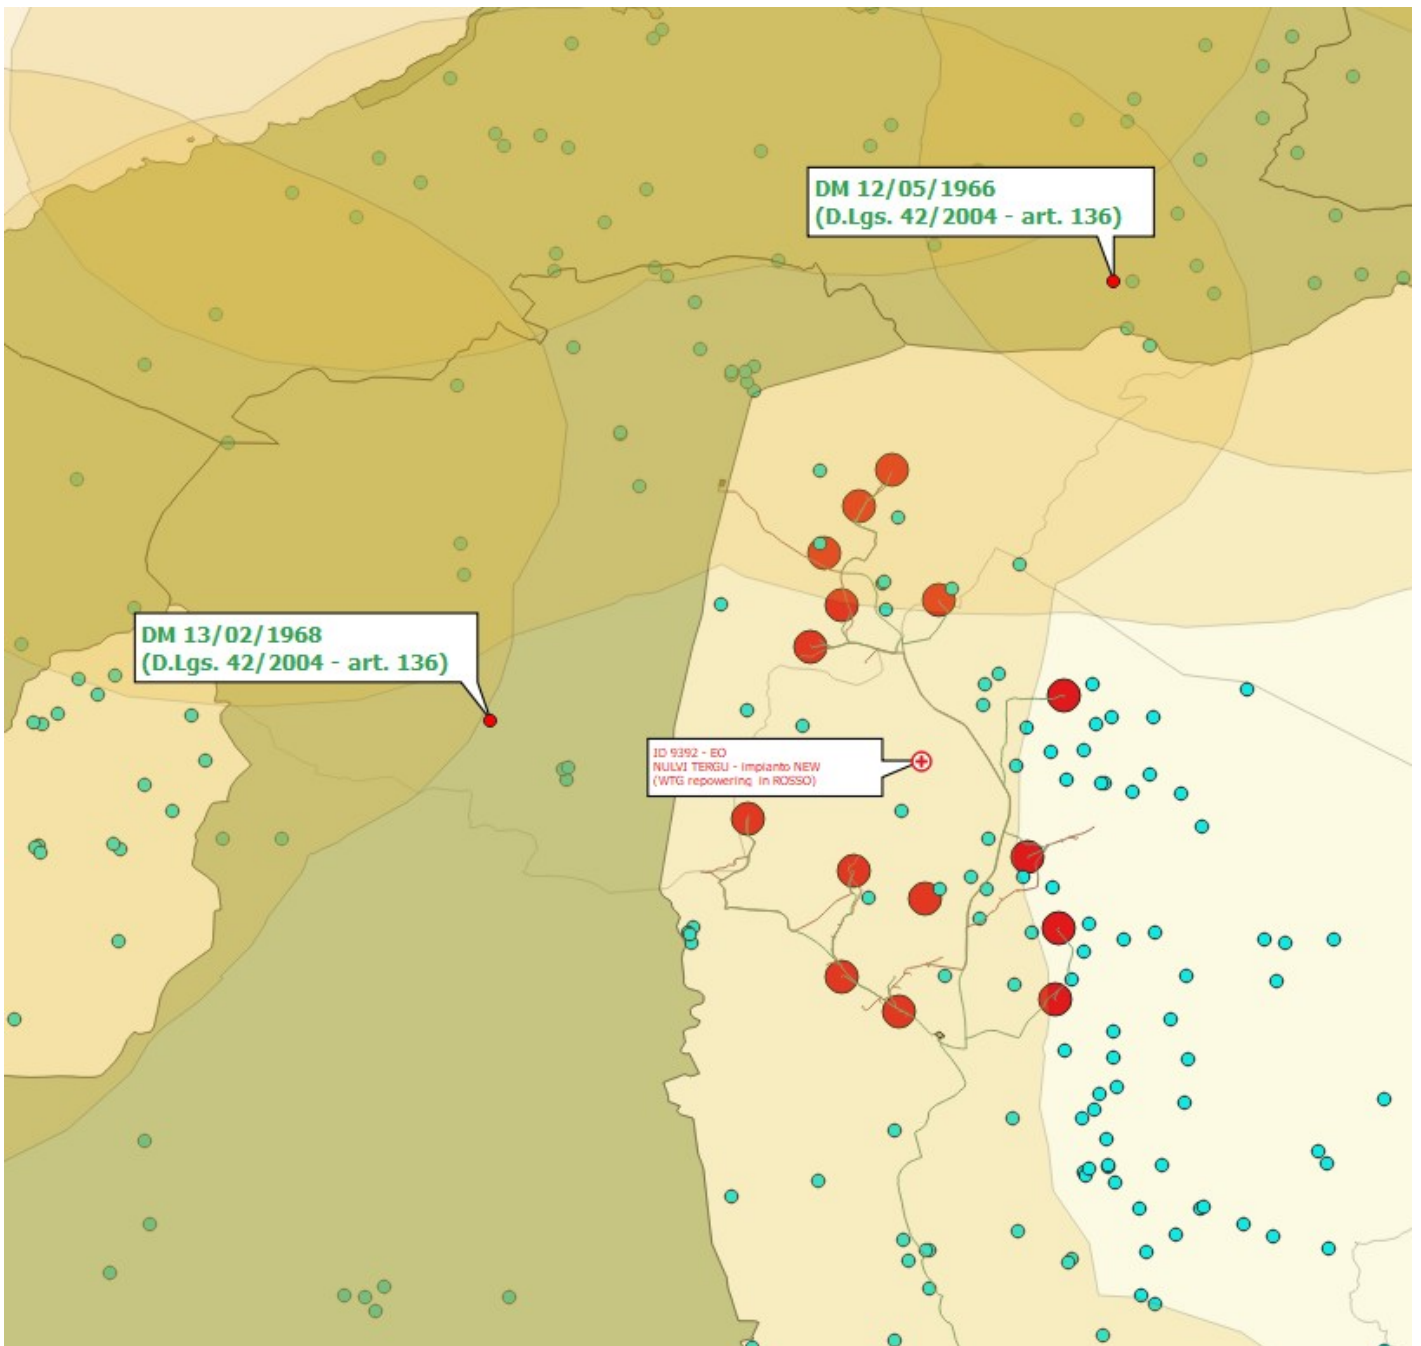 DM 12/05/1966
(D.Lgs. 42/2004 - art. 136)
DM 13/02/1968
(D.Lgs. 42/2004 - art. 136)
ID 9392 - EO
NULVI TERGU - impianto NEW
(WTG repowering in ROSSO)